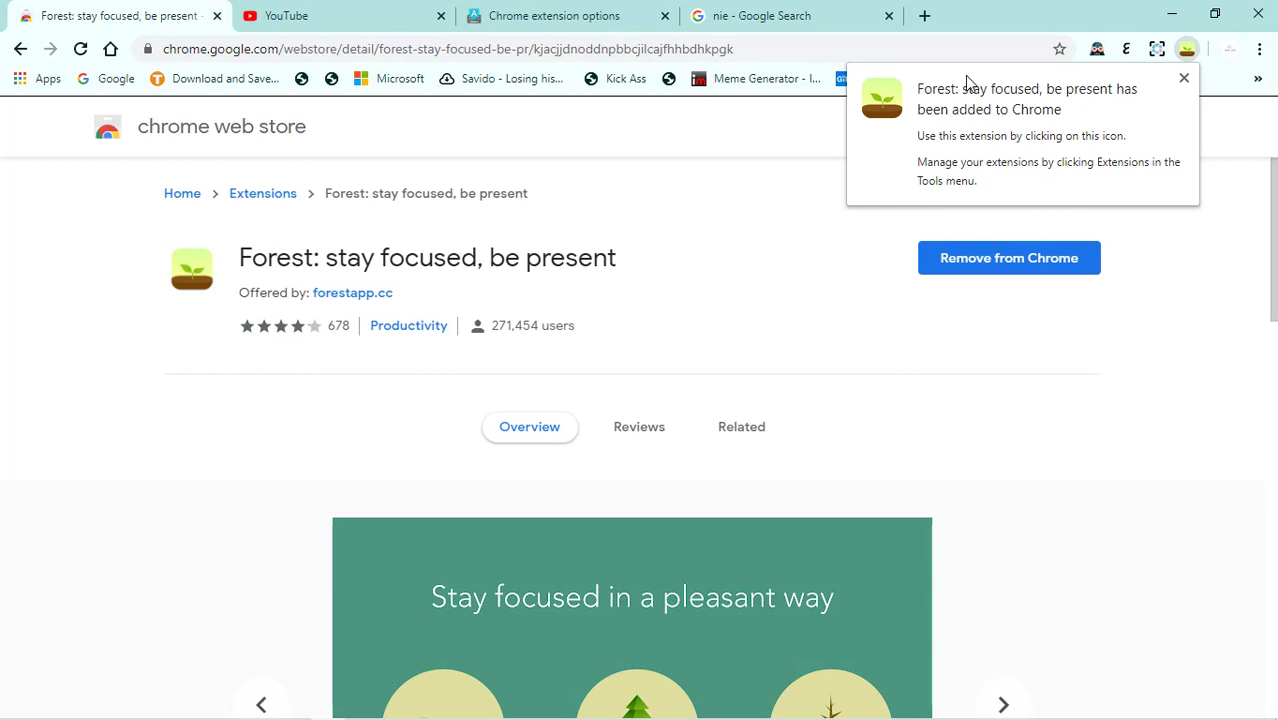 Forest: stay focused, be present -
YouTube
Chrome extension options
nie - Google Search
chrome.google.com/webstore/detail/forest-stay-focused-be-pr/kjacjjdnoddnpbbcjilcajfhhbdhkpgk
Apps
Google
Download and Save...
Microsoft
Savido - Losing his...
Kick Ass
Meme Generator - I...
Forest: stay focused, be present has
been added to Chrome
Use this extension by clicking on this icon.
Manage your extensions by clicking Extensions in the
Tools menu.
chrome web store
Home
Extensions
Forest: stay focused, be present
Forest: stay focused, be present
Remove from Chrome
Offered by: forestapp.cc
678
Productivity
271,454 users
Overview
Reviews
Related
Stay focused in a pleasant way